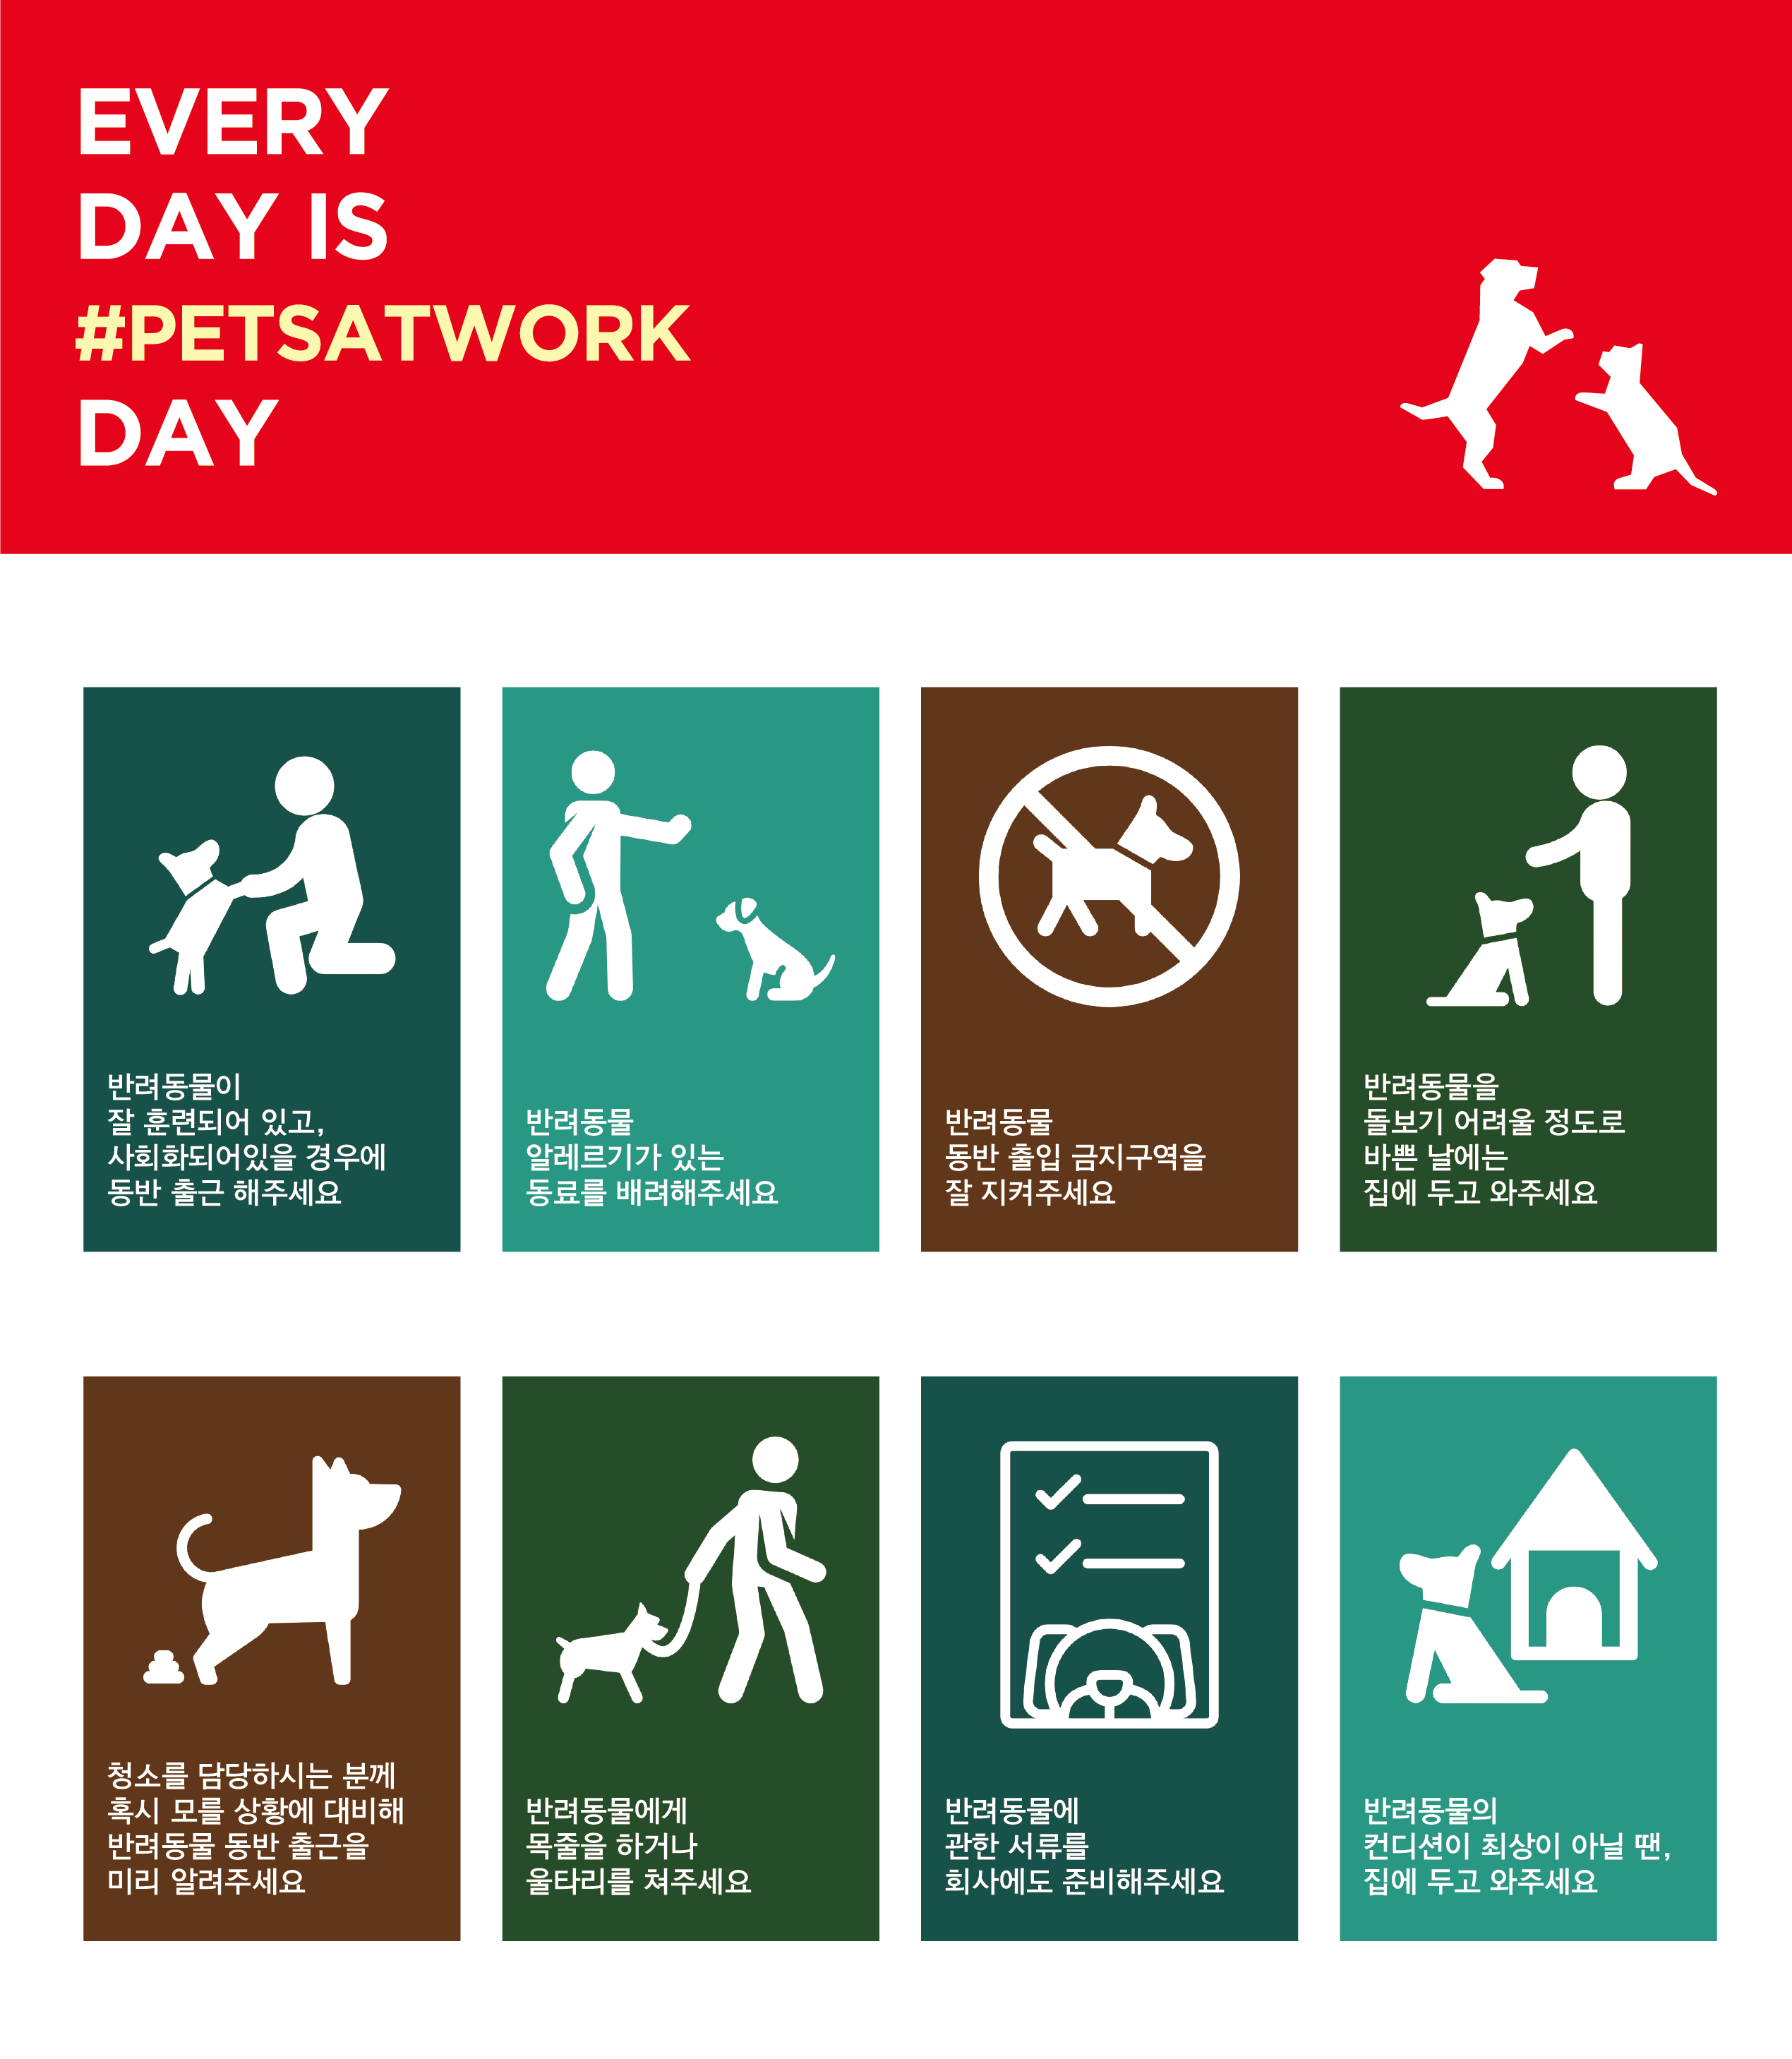 EVERY
DAY IS
#PETSATWORK
DAY
반려동물이
잘 훈련되어 있고,
사회화되어있을 경우에
동반 출근 해주세요
반려동물
알레르기가 있는
동료를 배려해주세요
반려동물
동반 출입 금지구역을
잘 지켜주세요
반려동물을
돌보기 어려울 정도로
바쁜 날에는
집에 두고 와주세요
청소를 담당하시는 분께
혹시 모를 상황에 대비해
반려동물 동반 출근을
미리 알려주세요
반려동물에게
목줄을 하거나
울타리를 쳐주세요
반려동물에
관한 서류를
회사에도 준비해주세요
반려동물의
컨디션이 최상이 아닐 땐,
집에 두고 와주세요